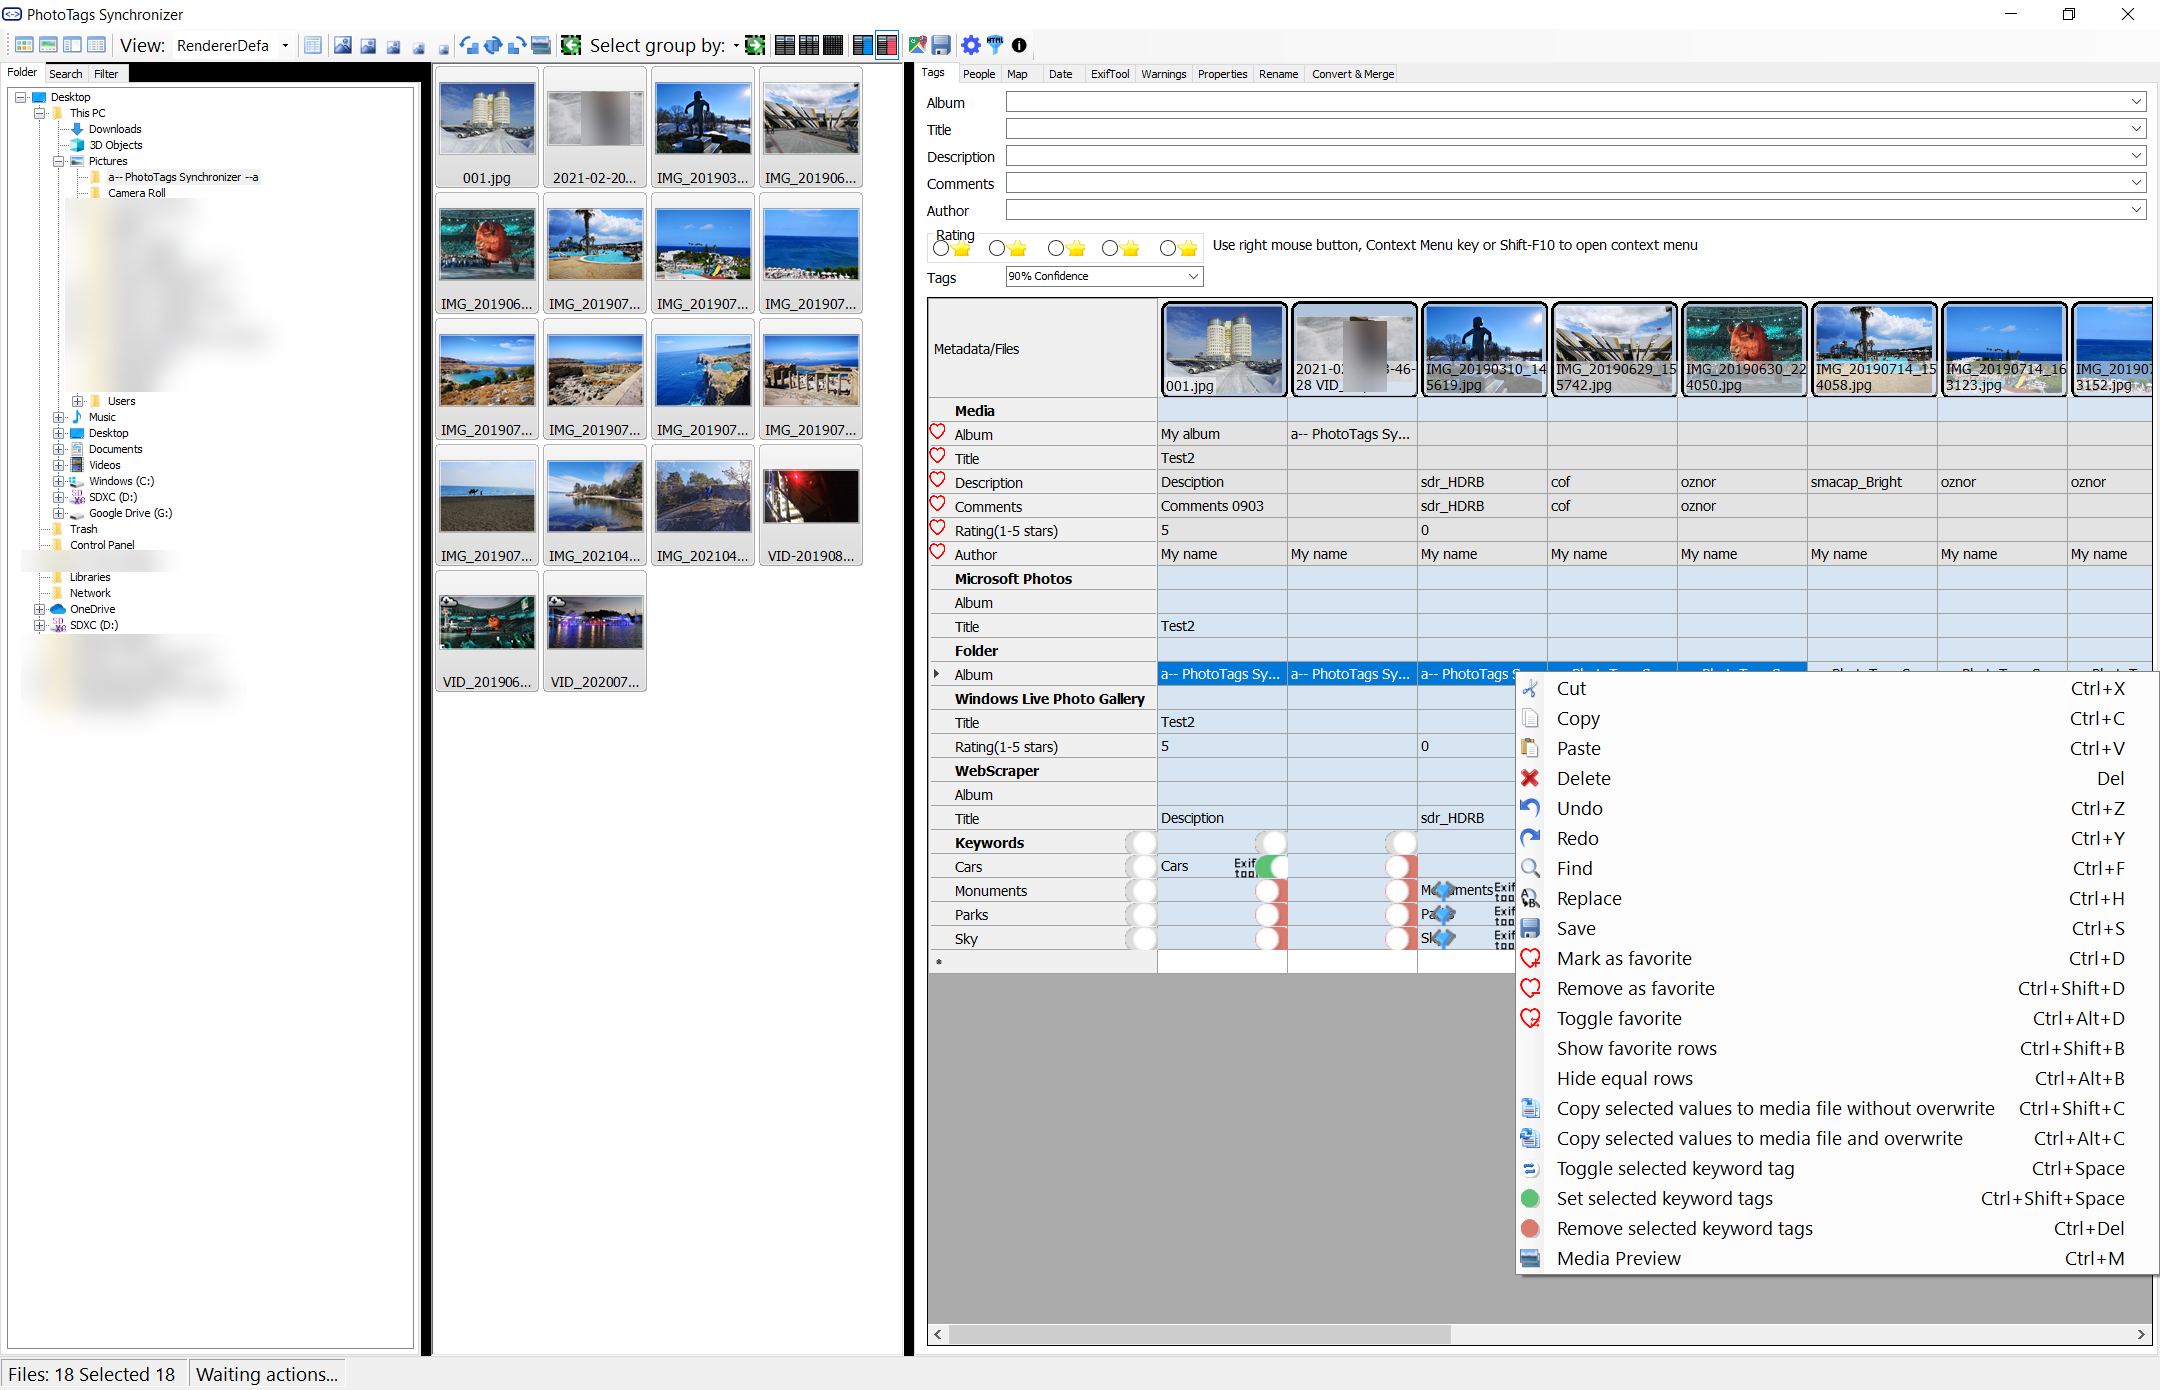 PhotoTags Synchronizer
View: RendererDefa
Select group by:
HTML
Folder Search Filter
Desktop
This PC
Downloads
3D Objects
Pictures
a-- PhotoTags Synchronizer --a
Camera Roll
Users
Music
Desktop
Documents
Videos
Windows (C:)
SDXC (D:)
Google Drive (G:)
Trash
Control Panel
Libraries
Network
OneDrive
SDXC (D:)
001.jpg 2021-02-20... IMG_201903... IMG_201906...
IMG_201906... IMG_201907... IMG_201907... IMG_201907...
IMG_201907... IMG_201907... IMG_201907... IMG_201907...
IMG_201907... IMG_202104... IMG_202104... VID-201908...
VID_201906... VID_202007...
Tags People Map Date ExifTool Warnings Properties Rename Convert & Merge
Album
Title
Description
Comments
Author
Rating
Use right mouse button, Context Menu key or Shift-F10 to open context menu
Tags 90% Confidence
Metadata/Files
001.jpg
28 VID_
IMG_20190310_14
5619.jpg
IMG_20190629_15
5742.jpg
IMG_20190630_22
4050.jpg
IMG_20190714_15
4058.jpg
IMG_20190714_16
3123.jpg
IMG_201907
3152.jpg
Media
Album My album a-- PhotoTags Sy...
Title Test2
Description Desciption sdr_HDRB cof oznor smacap_Bright oznor oznor
Comments Comments 0903 sdr_HDRB cof oznor
Rating(1-5 stars) 5 0
Author My name My name My name My name My name My name My name My name
Microsoft Photos
Album
Title Test2
Folder
Album a-- PhotoTags Sy... a-- PhotoTags Sy... a-- PhotoTags S
Windows Live Photo Gallery
Title Test2
Rating(1-5 stars) 5 0
WebScraper
Album
Title Desciption sdr_HDRB
Keywords
Cars Cars Exif tool
Monuments Exif tool
Parks Exif tool
Sky Exif tool
*
Cut Ctrl+X
Copy Ctrl+C
Paste Ctrl+V
Delete Del
Undo Ctrl+Z
Redo Ctrl+Y
Find Ctrl+F
Replace Ctrl+H
Save Ctrl+S
Mark as favorite Ctrl+D
Remove as favorite Ctrl+Shift+D
Toggle favorite Ctrl+Alt+D
Show favorite rows Ctrl+Shift+B
Hide equal rows Ctrl+Alt+B
Copy selected values to media file without overwrite Ctrl+Shift+C
Copy selected values to media file and overwrite Ctrl+Alt+C
Toggle selected keyword tag Ctrl+Space
Set selected keyword tags Ctrl+Shift+Space
Remove selected keyword tags Ctrl+Del
Media Preview Ctrl+M
Files: 18 Selected 18 Waiting actions...